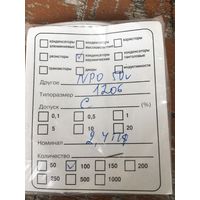 конденсаторы алюминиевые
конденсаторы
варисторы
резисторы
конденсаторы керамические
конденсаторы танталовые
транзисторы
диоды
Другое NPO 50v
Типоразмер 1206
Допуск C (%)
0,1 0,5 1
5 10 20
Номинал 2,4 пф
Количество
50 100 150 200
250 500 1000